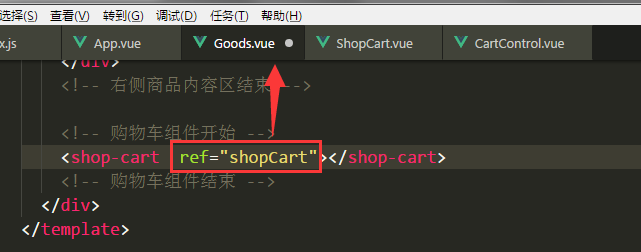 选择(S) 查看(V) 转到(G) 调试(D) 任务(T) 帮助(H)
x.js App.vue Goods.vue ShopCart.vue CartControl.vue
</div>
<!-- 右侧商品内容区结束 -->
<!-- 购物车组件开始 -->
<shop-cart ref="shopCart"></shop-cart>
<!-- 购物车组件结束 -->
</div>
</template>